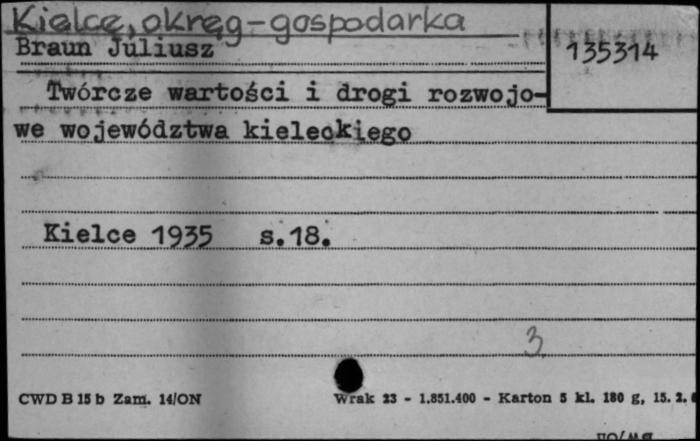 Kielce, okręg - gospodarka
Braun Juliusz
135314
Twórcze wartości i drogi rozwojo-
we województwa kieleckiego
Kielce 1935 s.18.
3
CWD B 15 b Zam. 14/ON
Wrak 23 - 1.851.400 - Karton 5 kl. 180 g, 15. 2.